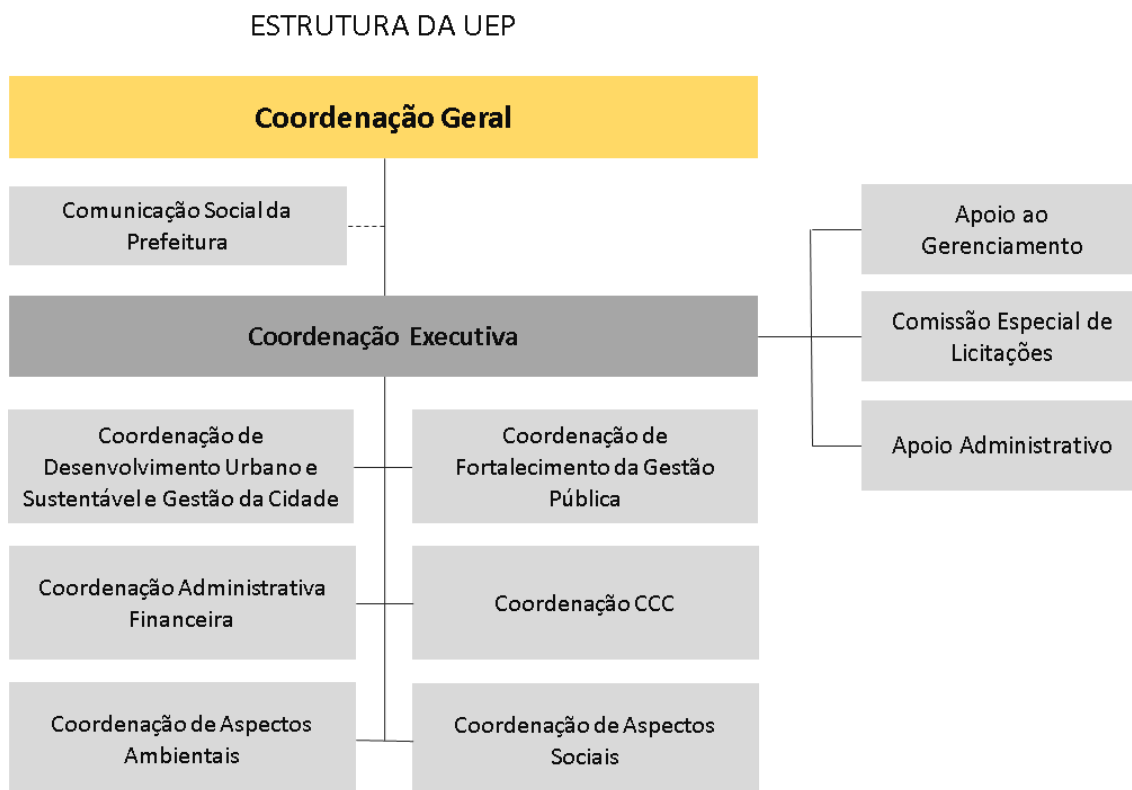 ESTRUTURA DA UEP
Coordenação Geral
Comunicação Social da
Prefeitura
Apoio ao
Gerenciamento
Coordenação Executiva
Comissão Especial de
Licitações
Apoio Administrativo
Coordenação de
Desenvolvimento Urbano e
Sustentável e Gestão da Cidade
Coordenação de
Fortalecimento da Gestão
Pública
Coordenação Administrativa
Financeira
Coordenação CCC
Coordenação de Aspectos
Ambientais
Coordenação de Aspectos
Sociais